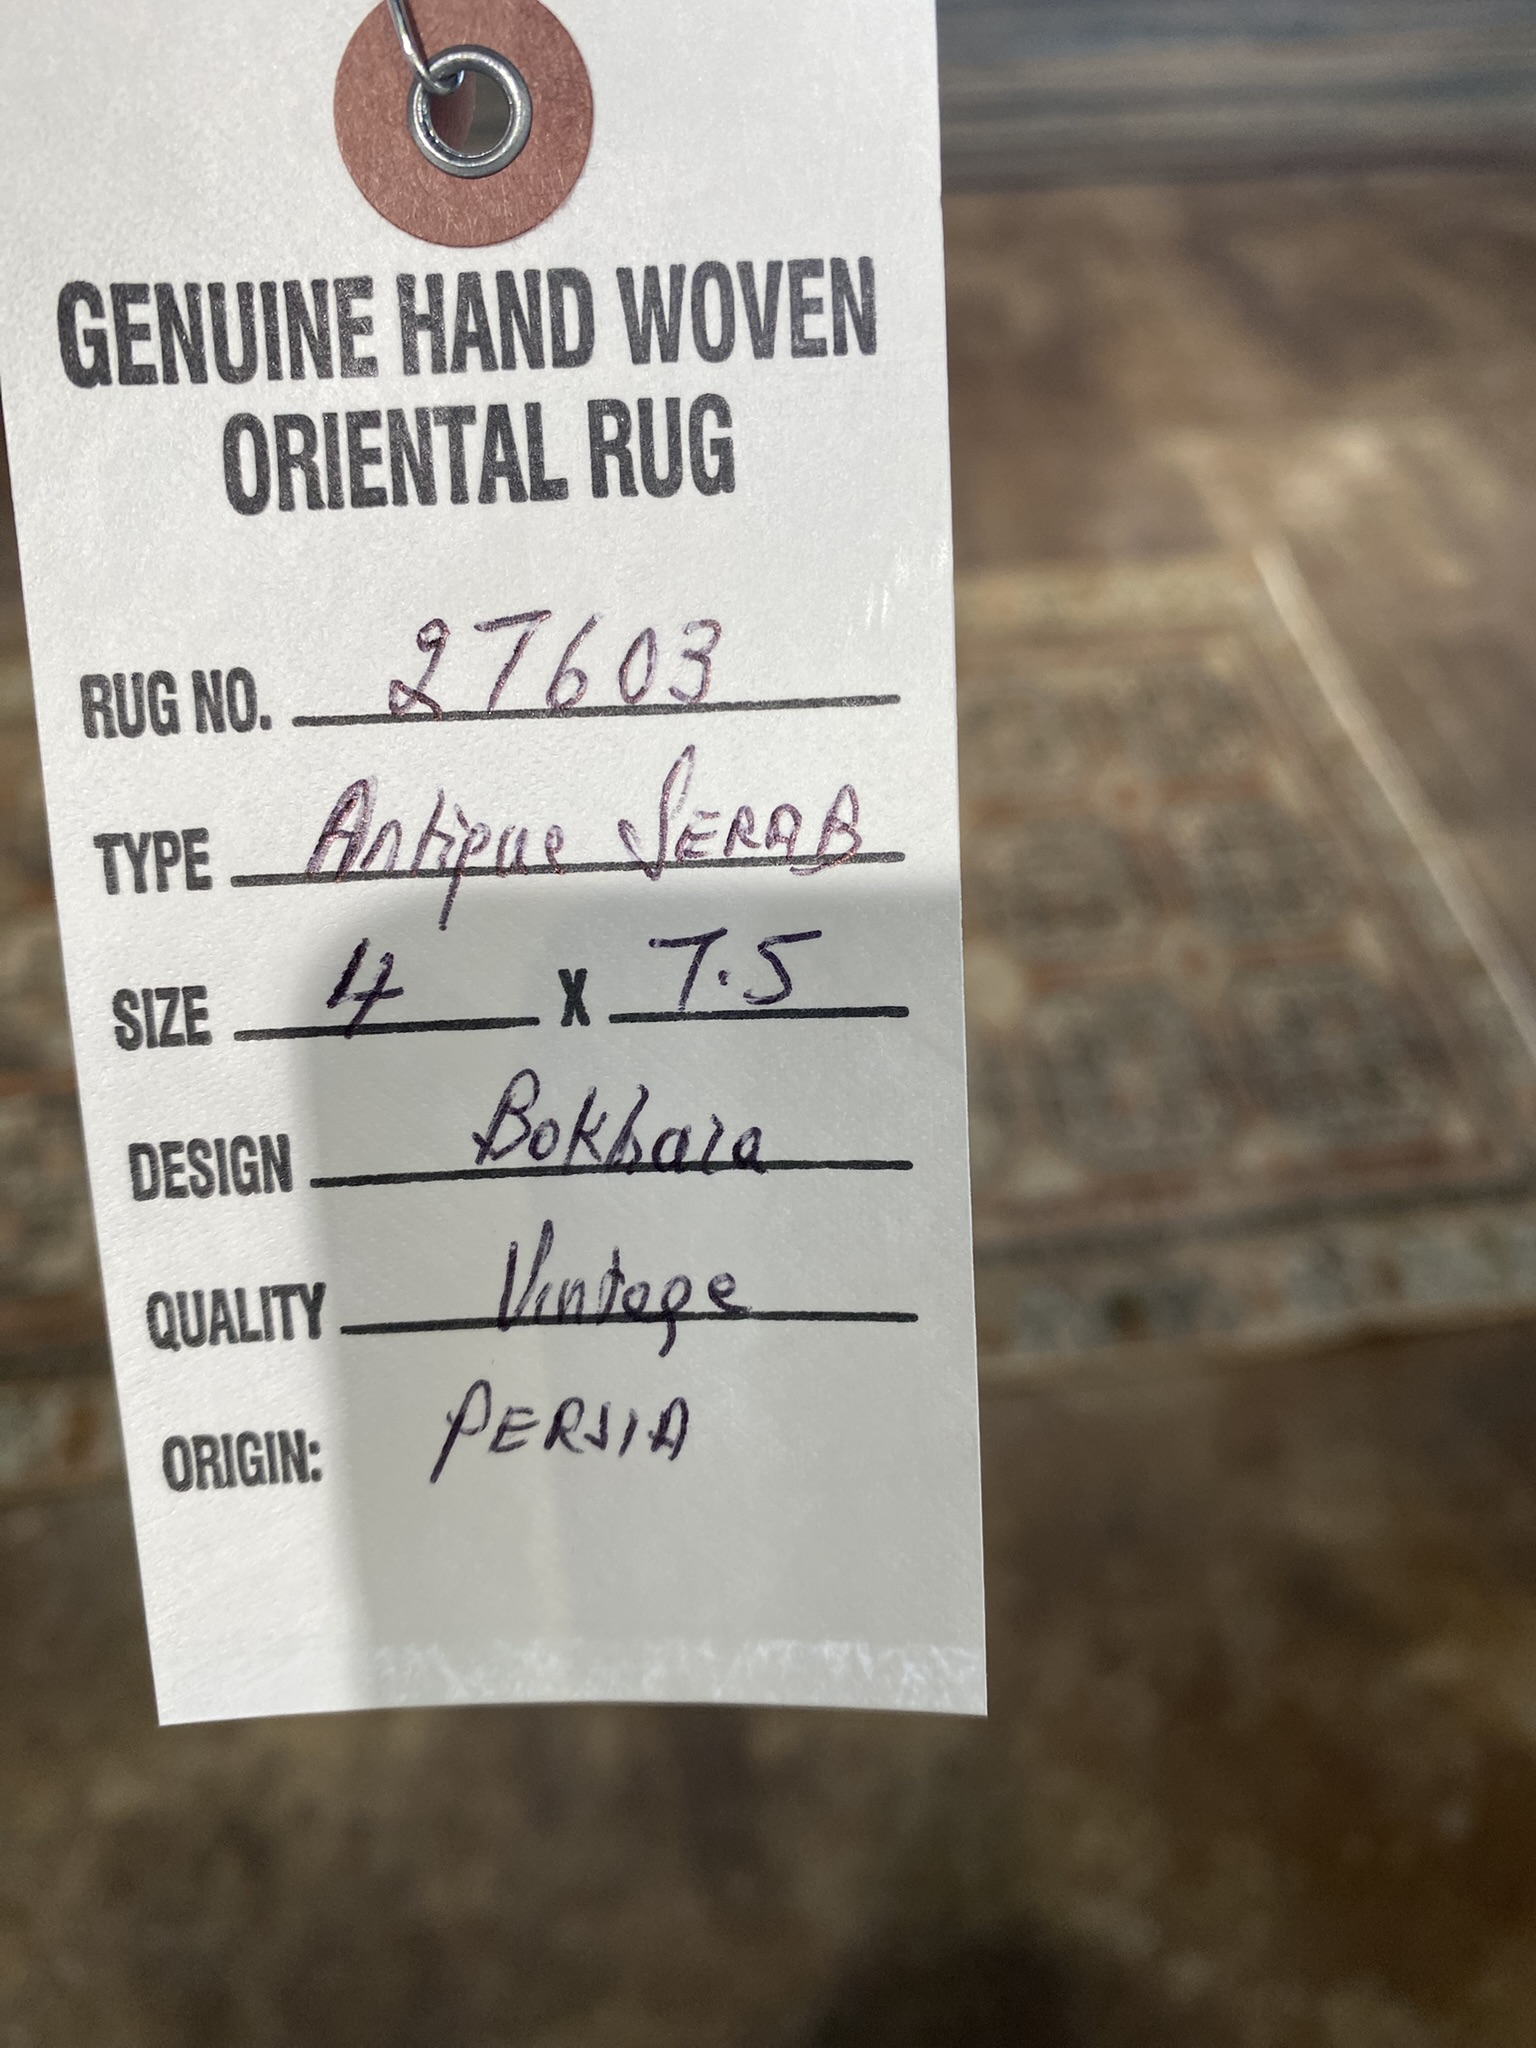 GENUINE HAND WOVEN
ORIENTAL RUG
RUG NO. 27603
TYPE Antique SERAB
SIZE 4 X 7.5
DESIGN Bokhara
QUALITY Vintage
ORIGIN: PERSIA